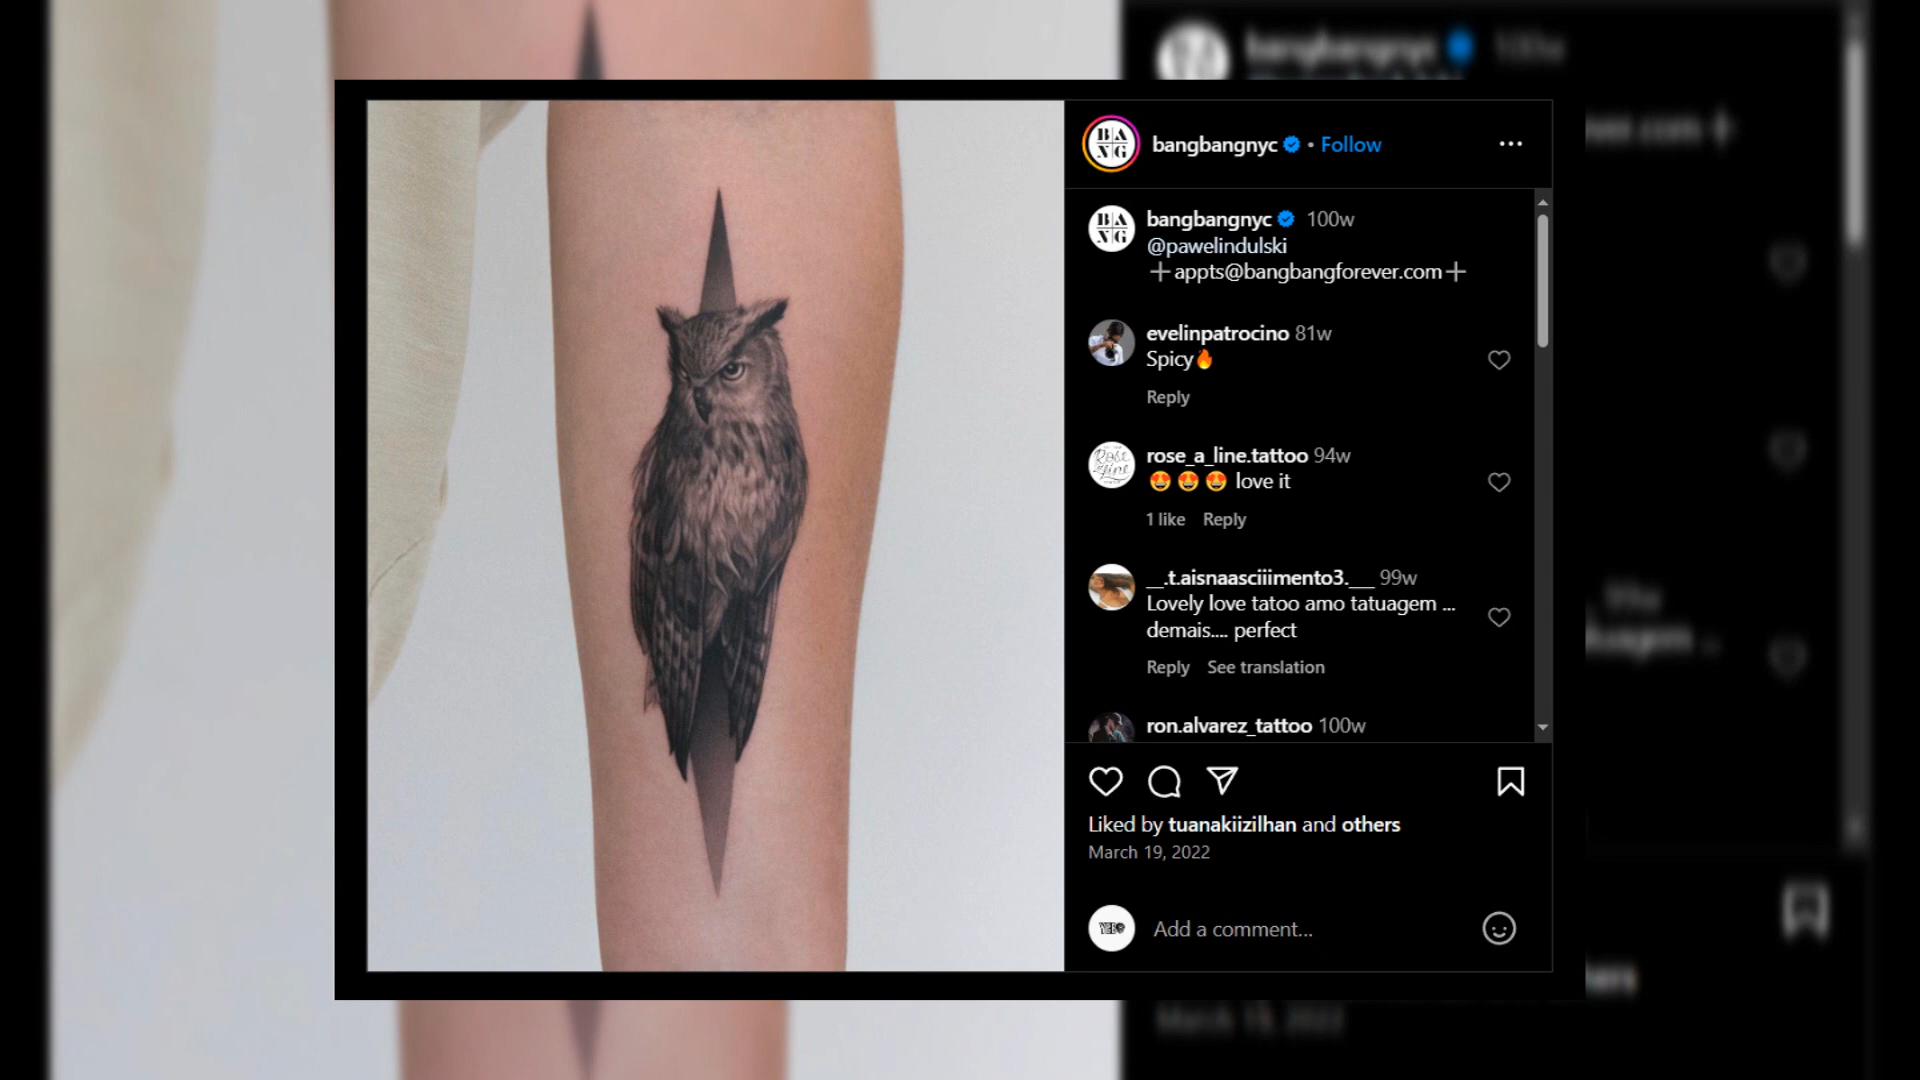 bangbangnyc • Follow
bangbangnyc 100w
@pawelindulski
➕appts@bangbangforever.com➕
evelinpatrocino 81w
Spicy🔥
Reply
rose_a_line.tattoo 94w
😍😍😍 love it
1 like Reply
__.t.aisnaasciiimento3.___ 99w
Lovely love tatoo amo tatuagem ...
demais.... perfect
Reply See translation
ron.alvarez_tattoo 100w
Liked by tuanakiizilhan and others
March 19, 2022
Add a comment...